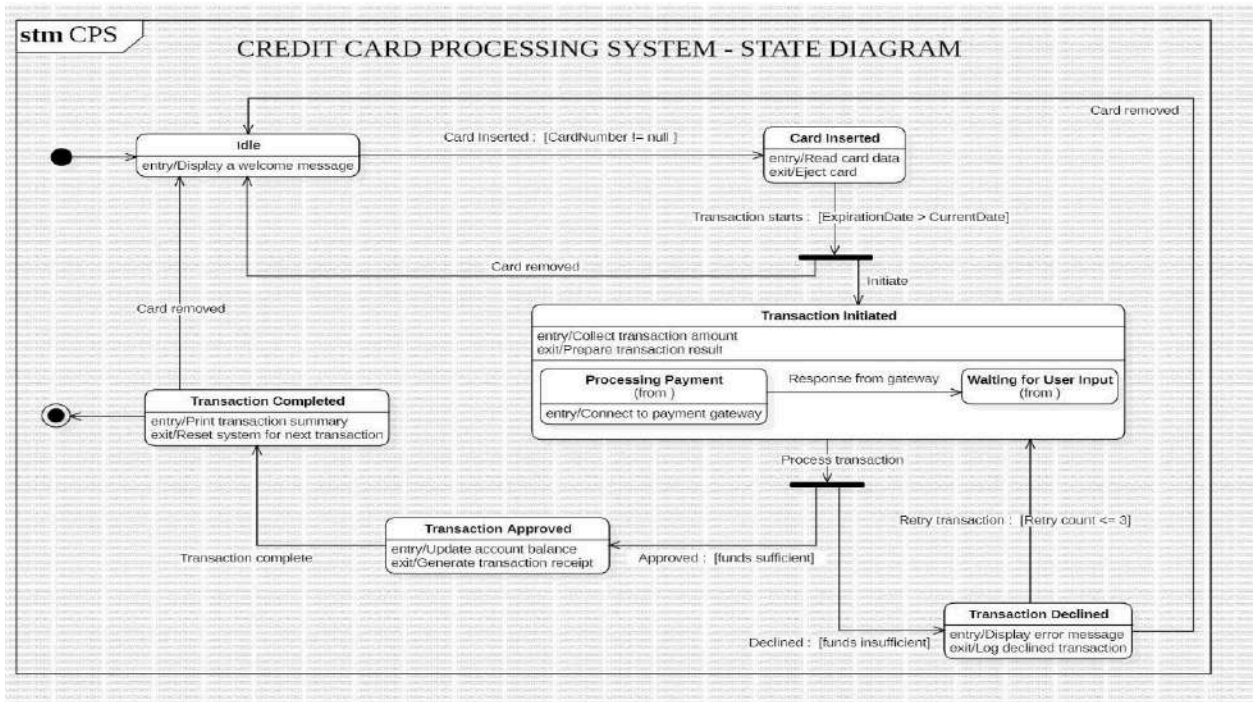 stm CPS
CREDIT CARD PROCESSING SYSTEM - STATE DIAGRAM
Card removed
Idle
entry/Display a welcome message
Card Inserted : [CardNumber != null ]
Card Inserted
entry/Read card data
exit/Eject card
Transaction starts : [ExpirationDate > CurrentDate]
Card removed
Initiate
Card removed
Transaction Initiated
entry/Collect transaction amount
exit/Prepare transaction result
Processing Payment
(from )
entry/Connect to payment gateway
Response from gateway
Waiting for User Input
(from )
Transaction Completed
entry/Print transaction summary
exit/Reset system for next transaction
Process transaction
Retry transaction : [Retry count <= 3]
Transaction Approved
entry/Update account balance
exit/Generate transaction receipt
Transaction complete
Approved : [funds sufficient]
Declined : [funds insufficient]
Transaction Declined
entry/Display error message
exit/Log declined transaction